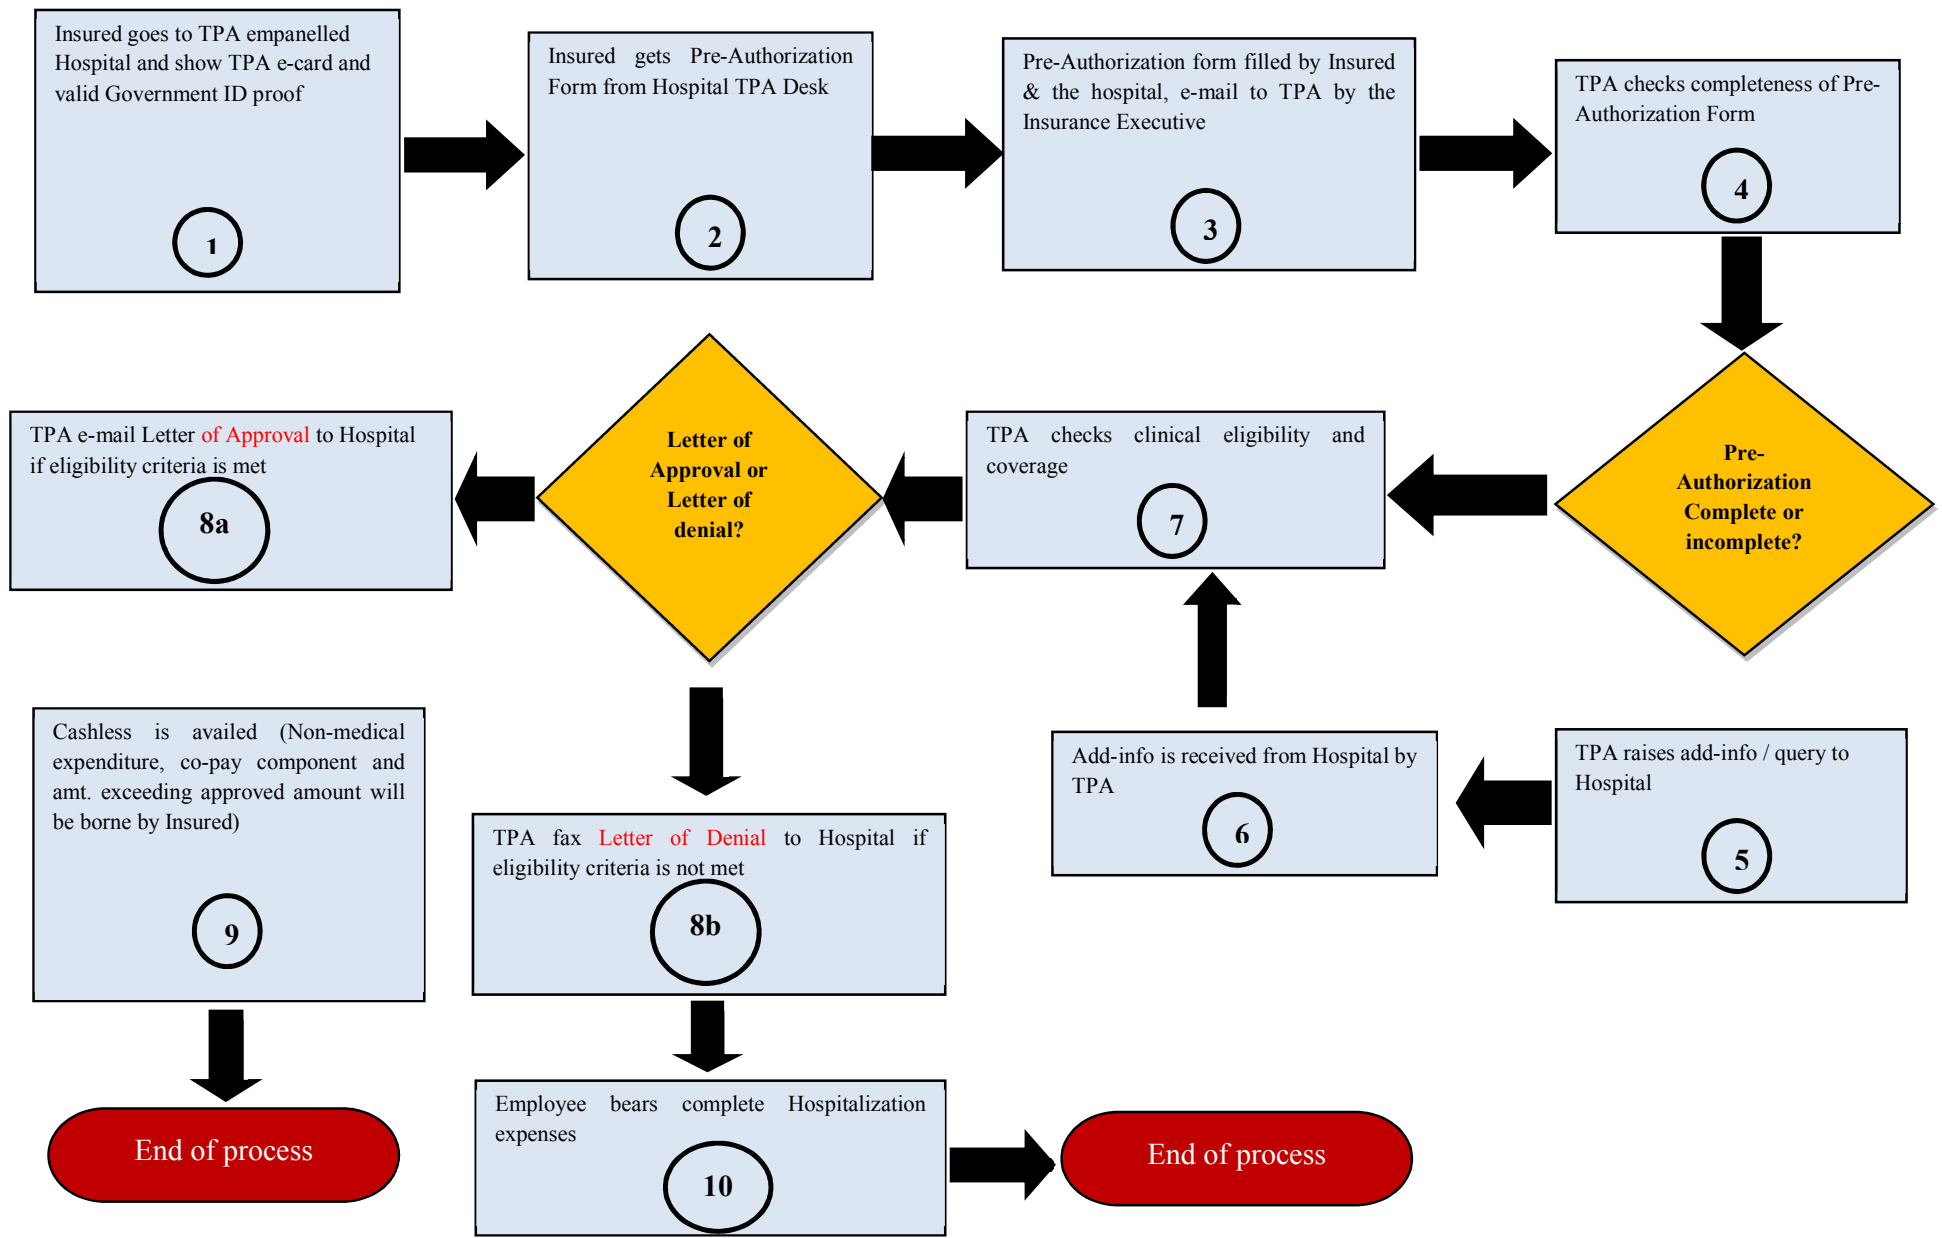 Insured goes to TPA empanelled
Hospital and show TPA e-card and
valid Government ID proof
1
Insured gets Pre-Authorization
Form from Hospital TPA Desk
2
Pre-Authorization form filled by Insured
& the hospital, e-mail to TPA by the
Insurance Executive
3
TPA checks completeness of Pre-
Authorization Form
4
Pre-
Authorization
Complete or
incomplete?
TPA checks clinical eligibility and
coverage
7
Letter of
Approval or
Letter of
denial?
TPA e-mail Letter of Approval to Hospital
if eligibility criteria is met
8a
TPA raises add-info / query to
Hospital
5
Add-info is received from Hospital by
TPA
6
Cashless is availed (Non-medical
expenditure, co-pay component and
amt. exceeding approved amount will
be borne by Insured)
9
TPA fax Letter of Denial to Hospital if
eligibility criteria is not met
8b
Employee bears complete Hospitalization
expenses
10
End of process
End of process